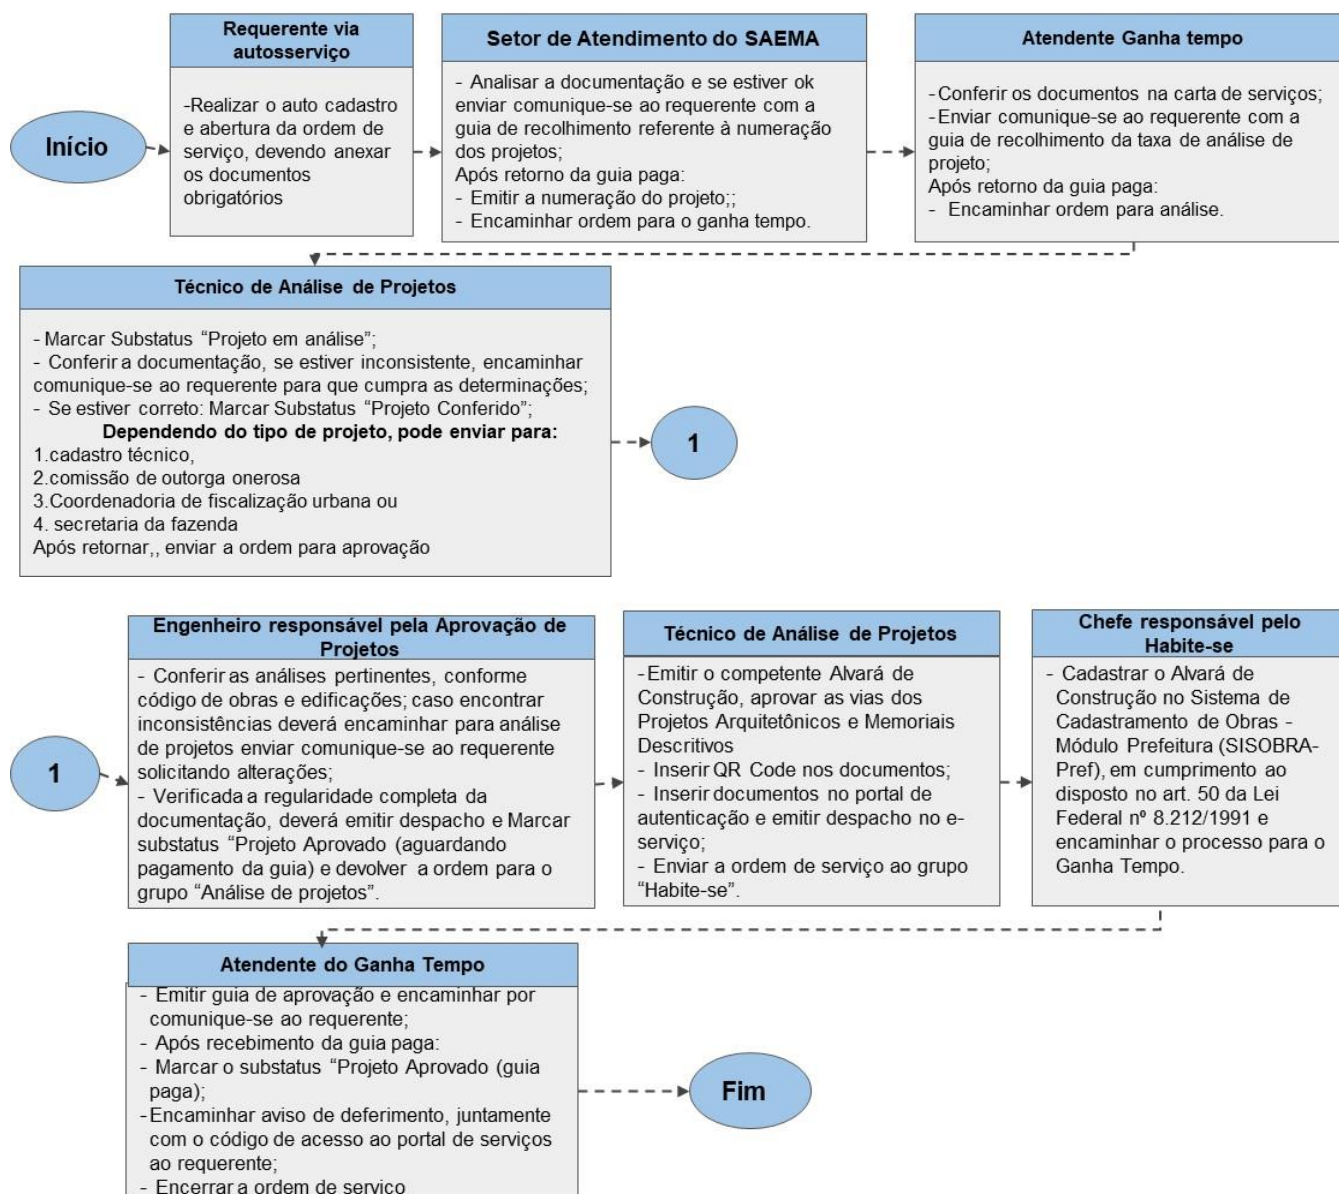 Início
Requerente via
autosserviço
-Realizar o auto cadastro
e abertura da ordem de
serviço, devendo anexar
os documentos
obrigatórios
Setor de Atendimento do SAEMA
- Analisar a documentação e se estiver ok
enviar comunique-se ao requerente com a
guia de recolhimento referente à numeração
dos projetos;
Após retorno da guia paga:
- Emitir a numeração do projeto;;
- Encaminhar ordem para o ganha tempo.
Atendente Ganha tempo
-Conferir os documentos na carta de serviços;
-Enviar comunique-se ao requerente com a
guia de recolhimento da taxa de análise de
projeto;
Após retorno da guia paga:
- Encaminhar ordem para análise.
Técnico de Análise de Projetos
- Marcar Substatus “Projeto em análise”;
- Conferir a documentação, se estiver inconsistente, encaminhar
comunique-se ao requerente para que cumpra as determinações;
- Se estiver correto: Marcar Substatus “Projeto Conferido”;
Dependendo do tipo de projeto, pode enviar para:
1.cadastro técnico,
2.comissão de outorga onerosa
3.Coordenadoria de fiscalização urbana ou
4. secretaria da fazenda
Após retornar,, enviar a ordem para aprovação
1
1
Engenheiro responsável pela Aprovação de
Projetos
- Conferir as análises pertinentes, conforme
código de obras e edificações; caso encontrar
inconsistências deverá encaminhar para análise
de projetos enviar comunique-se ao requerente
solicitando alterações;
- Verificada a regularidade completa da
documentação, deverá emitir despacho e Marcar
substatus “Projeto Aprovado (aguardando
pagamento da guia) e devolver a ordem para o
grupo “Análise de projetos”.
Técnico de Análise de Projetos
-Emitir o competente Alvará de
Construção, aprovar as vias dos
Projetos Arquitetônicos e Memoriais
Descritivos
- Inserir QR Code nos documentos;
- Inserir documentos no portal de
autenticação e emitir despacho no e-
serviço;
- Enviar a ordem de serviço ao grupo
“Habite-se”.
Chefe responsável pelo
Habite-se
- Cadastrar o Alvará de
Construção no Sistema de
Cadastramento de Obras -
Módulo Prefeitura (SISOBRA-
Pref), em cumprimento ao
disposto no art. 50 da Lei
Federal nº 8.212/1991 e
encaminhar o processo para o
Ganha Tempo.
Atendente do Ganha Tempo
- Emitir guia de aprovação e encaminhar por
comunique-se ao requerente;
- Após recebimento da guia paga:
- Marcar o substatus “Projeto Aprovado (guia
paga);
-Encaminhar aviso de deferimento, juntamente
com o código de acesso ao portal de serviços
ao requerente;
- Encerrar a ordem de serviço
Fim